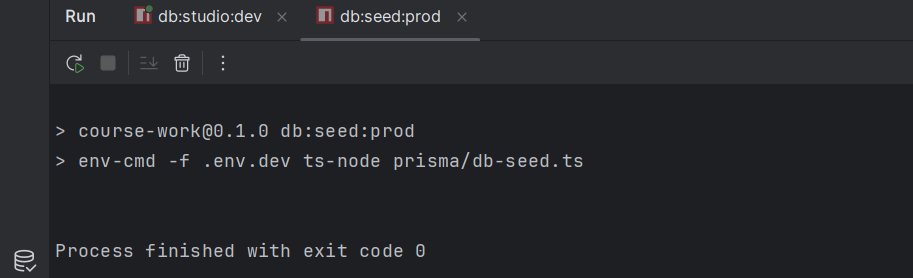 Run db:studio:dev db:seed:prod
> course-work@0.1.0 db:seed:prod
> env-cmd -f .env.dev ts-node prisma/db-seed.ts
Process finished with exit code 0